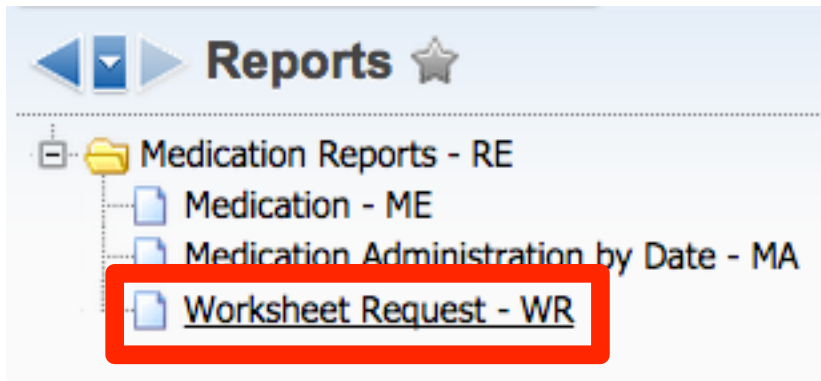 Reports
Medication Reports - RE
Medication - ME
Medication Administration by Date - MA
Worksheet Request - WR